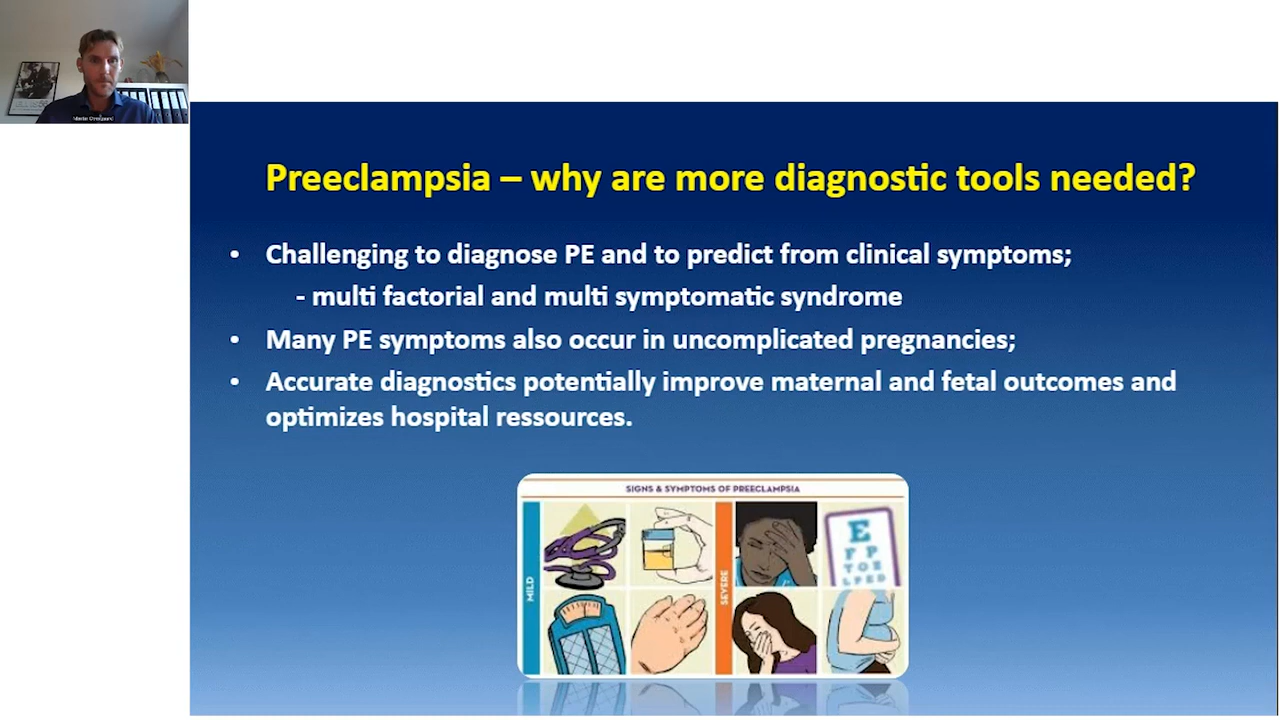 Preeclampsia – why are more diagnostic tools needed?
• Challenging to diagnose PE and to predict from clinical symptoms;
- multi factorial and multi symptomatic syndrome
• Many PE symptoms also occur in uncomplicated pregnancies;
• Accurate diagnostics potentially improve maternal and fetal outcomes and
optimizes hospital ressources.
SIGNS & SYMPTOMS OF PREECLAMPSIA
MILD
SEVERE
E
F P
T O Z
L P E D